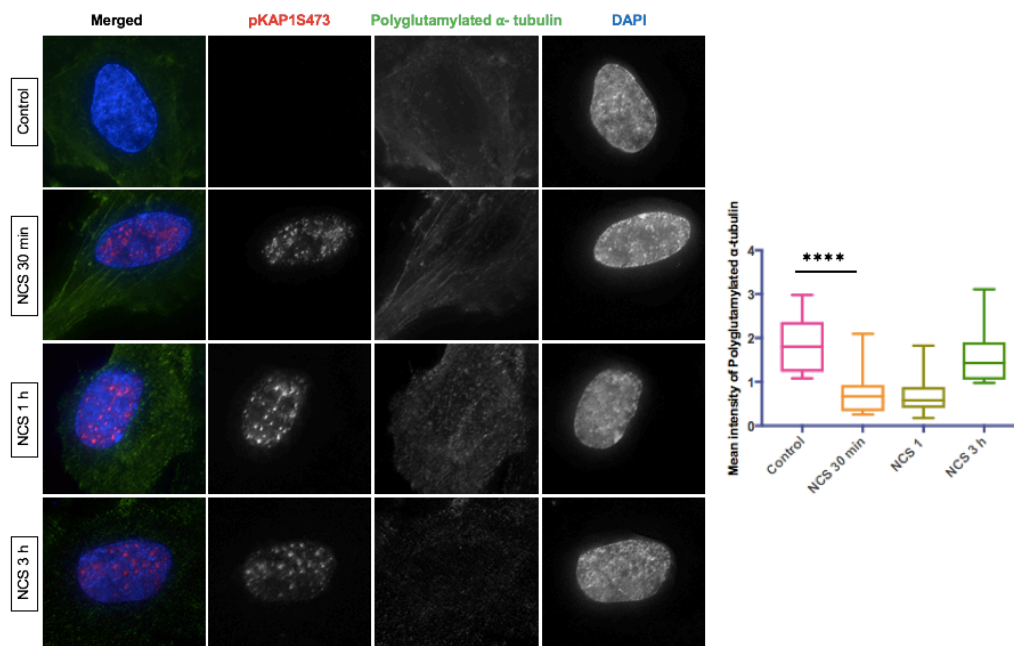 Merged pKAP1S473 Polyglutamylated α- tubulin DAPI
Control
NCS 30 min
NCS 1 h
NCS 3 h
Mean intensity of Polyglutamylated α-tubulin
4
3
2
1
0
****
Control
NCS 30 min
NCS 1
NCS 3 h